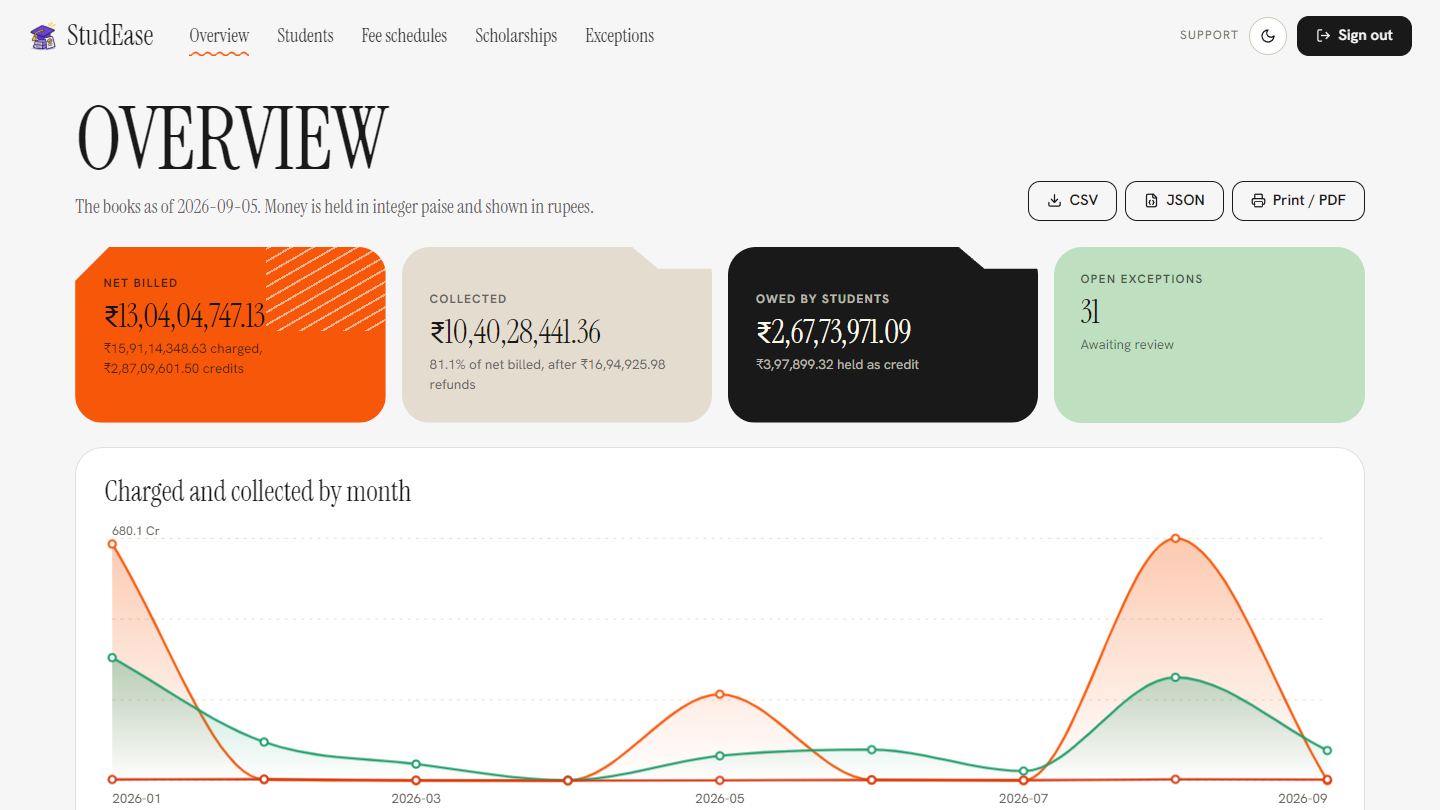 StudEase
Overview
Students
Fee schedules
Scholarships
Exceptions
SUPPORT
Sign out
OVERVIEW
The books as of 2026-09-05. Money is held in integer paise and shown in rupees.
CSV
JSON
Print / PDF
NET BILLED
₹13,04,04,747.13
₹15,91,14,348.63 charged,
₹2,87,09,601.50 credits
COLLECTED
₹10,40,28,441.36
81.1% of net billed, after ₹16,94,925.98
refunds
OWED BY STUDENTS
₹2,67,73,971.09
₹3,97,899.32 held as credit
OPEN EXCEPTIONS
31
Awaiting review
Charged and collected by month
680.1 Cr
2026-01
2026-03
2026-05
2026-07
2026-09